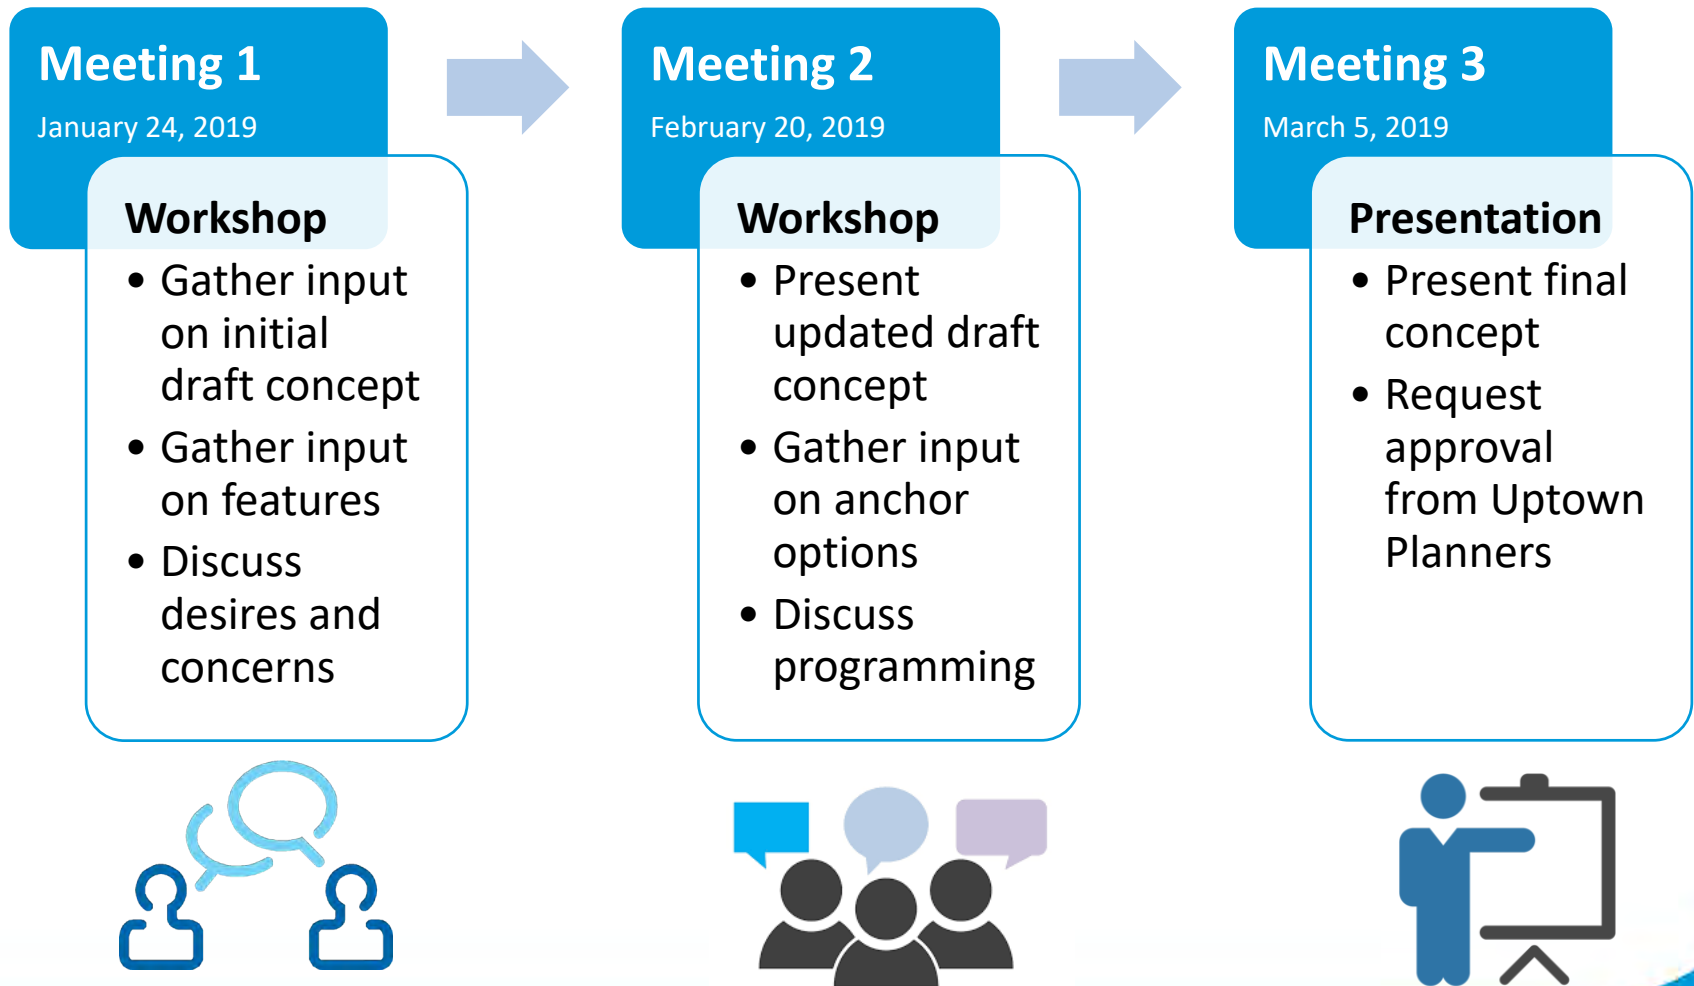 Meeting 1
January 24, 2019
Workshop
• Gather input
on initial
draft concept
• Gather input
on features
• Discuss
desires and
concerns
Meeting 2
February 20, 2019
Workshop
• Present
updated draft
concept
• Gather input
on anchor
options
• Discuss
programming
Meeting 3
March 5, 2019
Presentation
• Present final
concept
• Request
approval
from Uptown
Planners